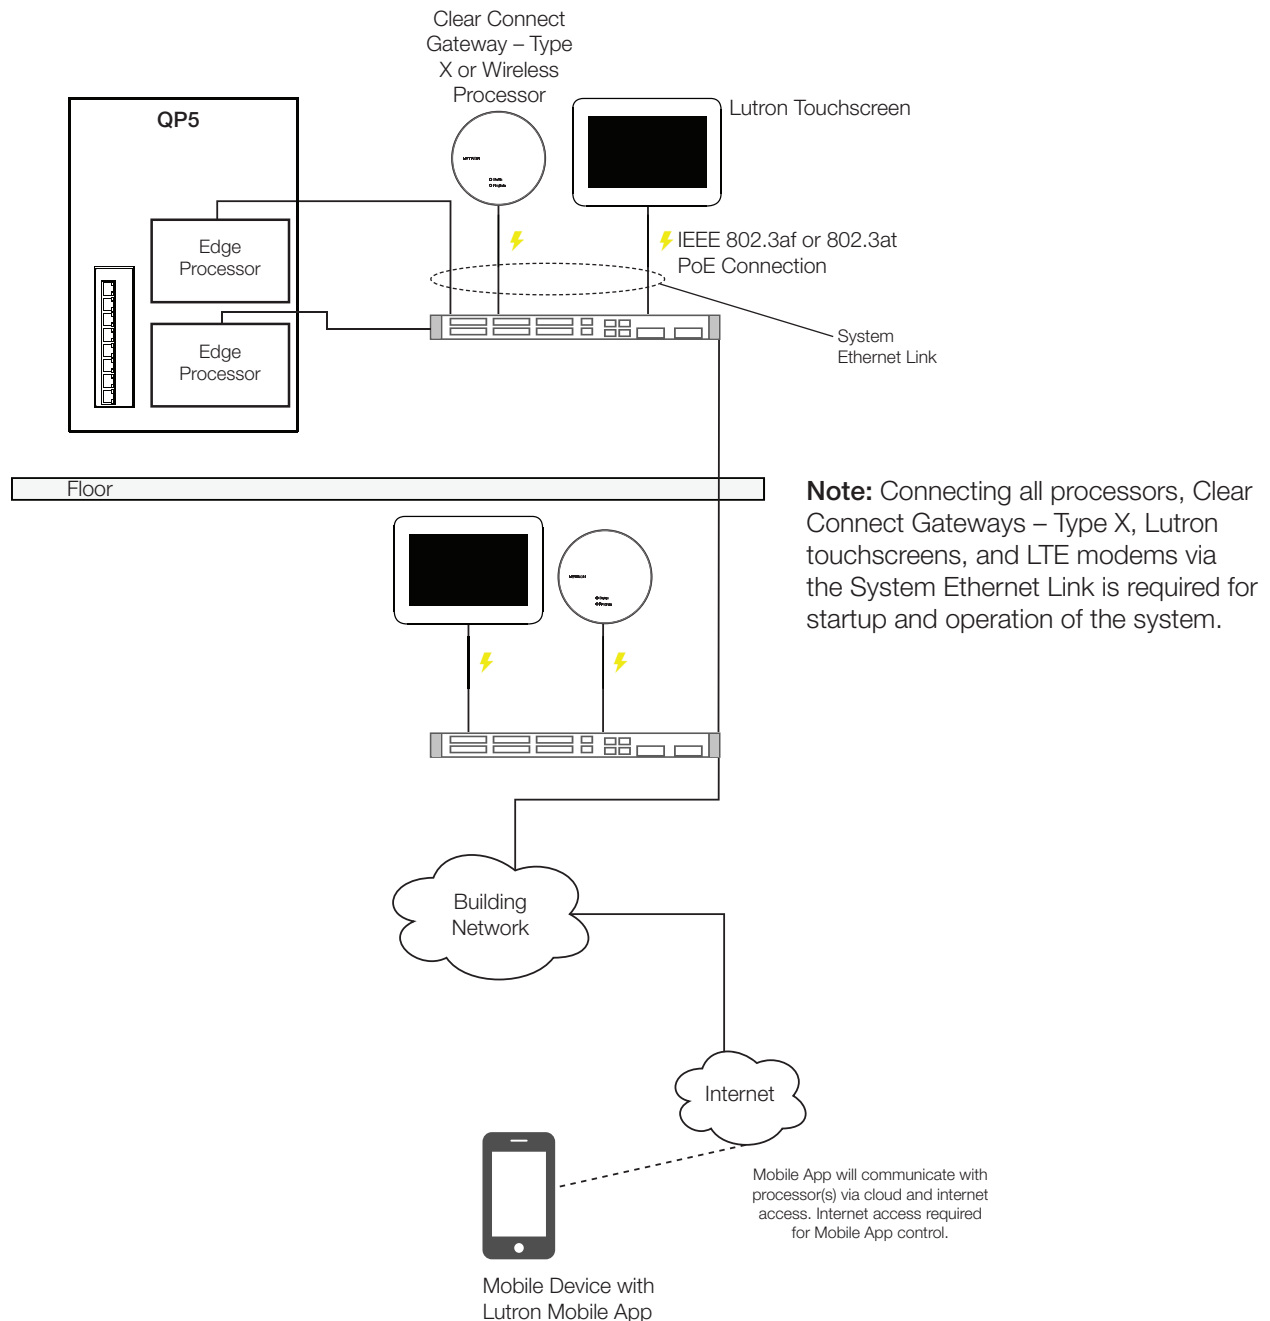 Clear Connect
Gateway – Type
X or Wireless
Processor
QP5
Lutron Touchscreen
Edge
Processor
IEEE 802.3af or 802.3at
PoE Connection
System
Ethernet Link
Edge
Processor
Floor
Note: Connecting all processors, Clear
Connect Gateways – Type X, Lutron
touchscreens, and LTE modems via
the System Ethernet Link is required for
startup and operation of the system.
Building
Network
Internet
Mobile App will communicate with
processor(s) via cloud and internet
access. Internet access required
for Mobile App control.
Mobile Device with
Lutron Mobile App